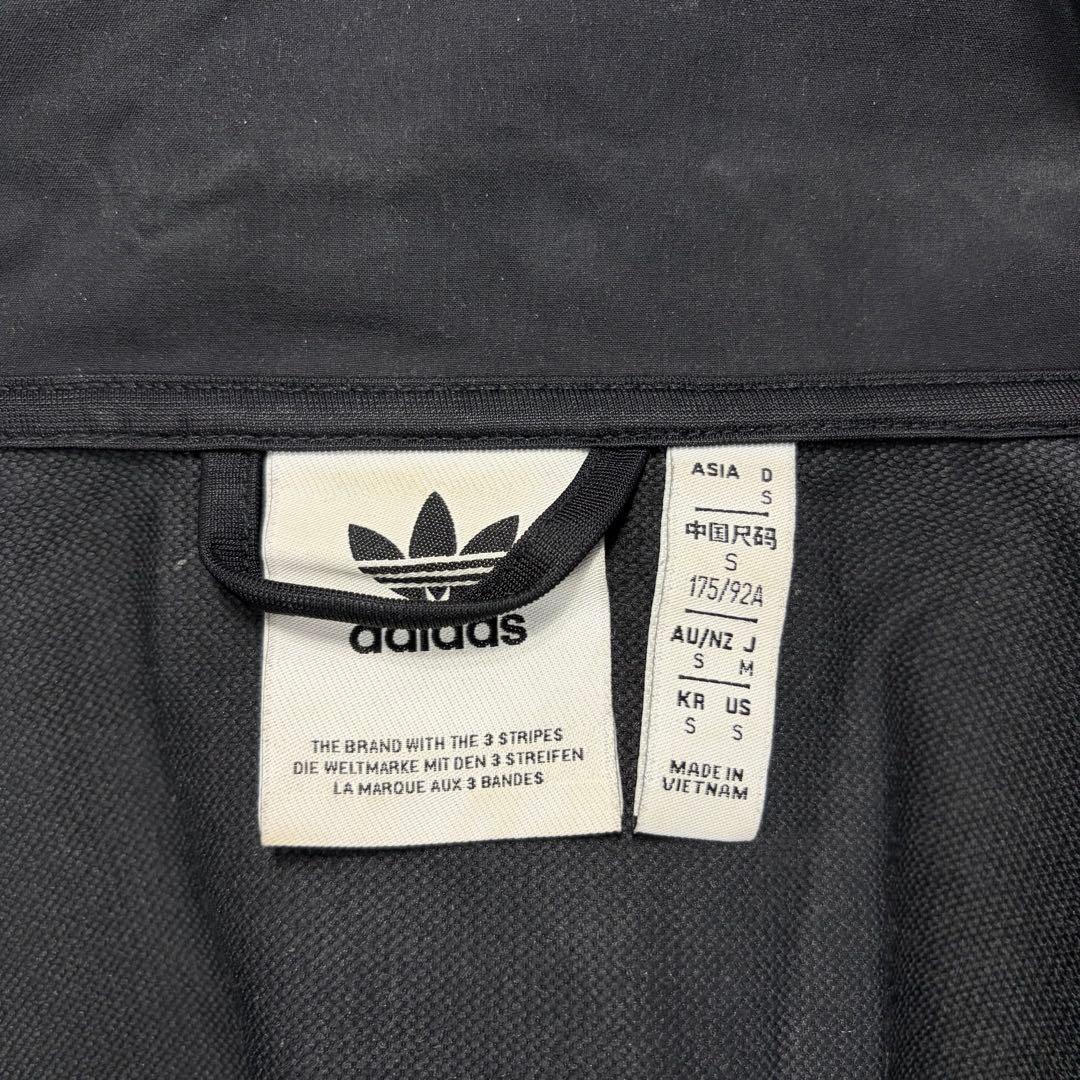 adidas
THE BRAND WITH THE 3 STRIPES
DIE WELTMARKE MIT DEN 3 STREIFEN
LA MARQUE AUX 3 BANDES
ASIA D
S
中国尺码
S
175/92A
AU/NZ J
S M
KR US
S S
MADE IN
VIETNAM